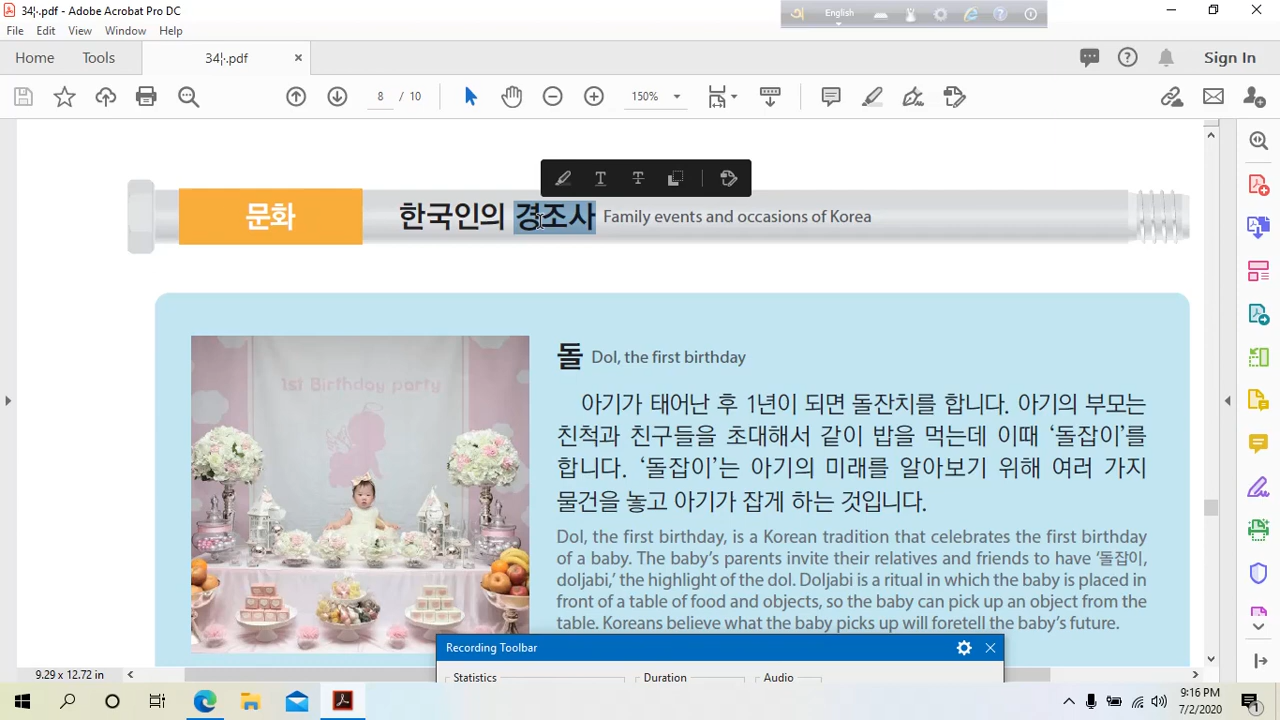 34¦·.pdf - Adobe Acrobat Pro DC
English
File Edit View Window Help
Home Tools 34¦·.pdf × Sign In
8 / 10 150%
문화 한국인의 경조사 Family events and occasions of Korea
1st Birthday party
돌 Dol, the first birthday
아기가 태어난 후 1년이 되면 돌잔치를 합니다. 아기의 부모는
친척과 친구들을 초대해서 같이 밥을 먹는데 이때 ‘돌잡이’를
합니다. ‘돌잡이’는 아기의 미래를 알아보기 위해 여러 가지
물건을 놓고 아기가 잡게 하는 것입니다.
Dol, the first birthday, is a Korean tradition that celebrates the first birthday
of a baby. The baby’s parents invite their relatives and friends to have ‘돌잡이,
doljabi,’ the highlight of the dol. Doljabi is a ritual in which the baby is placed in
front of a table of food and objects, so the baby can pick up an object from the
table. Koreans believe what the baby picks up will foretell the baby’s future.
Recording Toolbar
Statistics Duration Audio
9.29 x 12.72 in
9:16 PM
7/2/2020